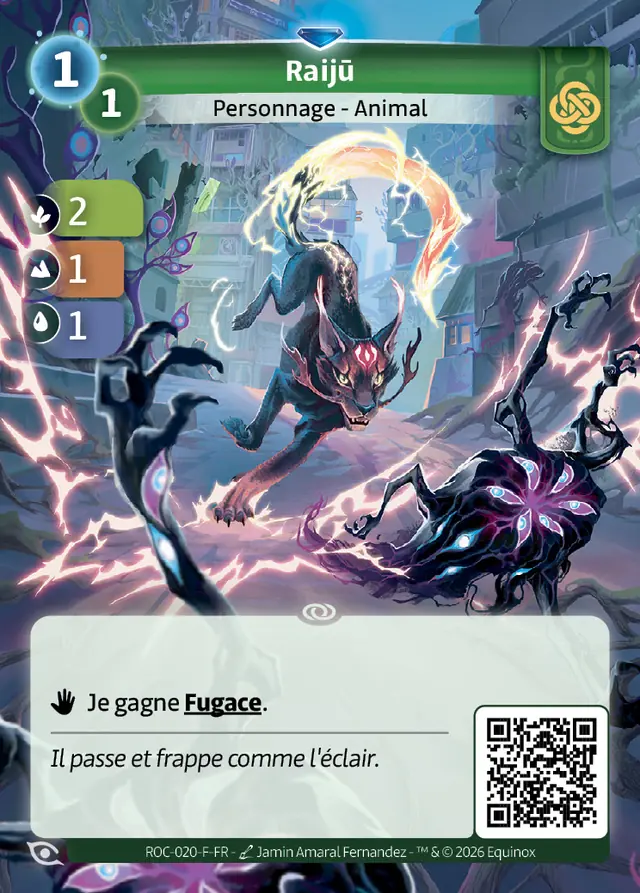 1
Raijū
1
Personnage - Animal
2
1
1
Je gagne Fugace.
Il passe et frappe comme l'éclair.
ROC-020-F-FR - Jamin Amaral Fernandez - ™ & © 2026 Equinox